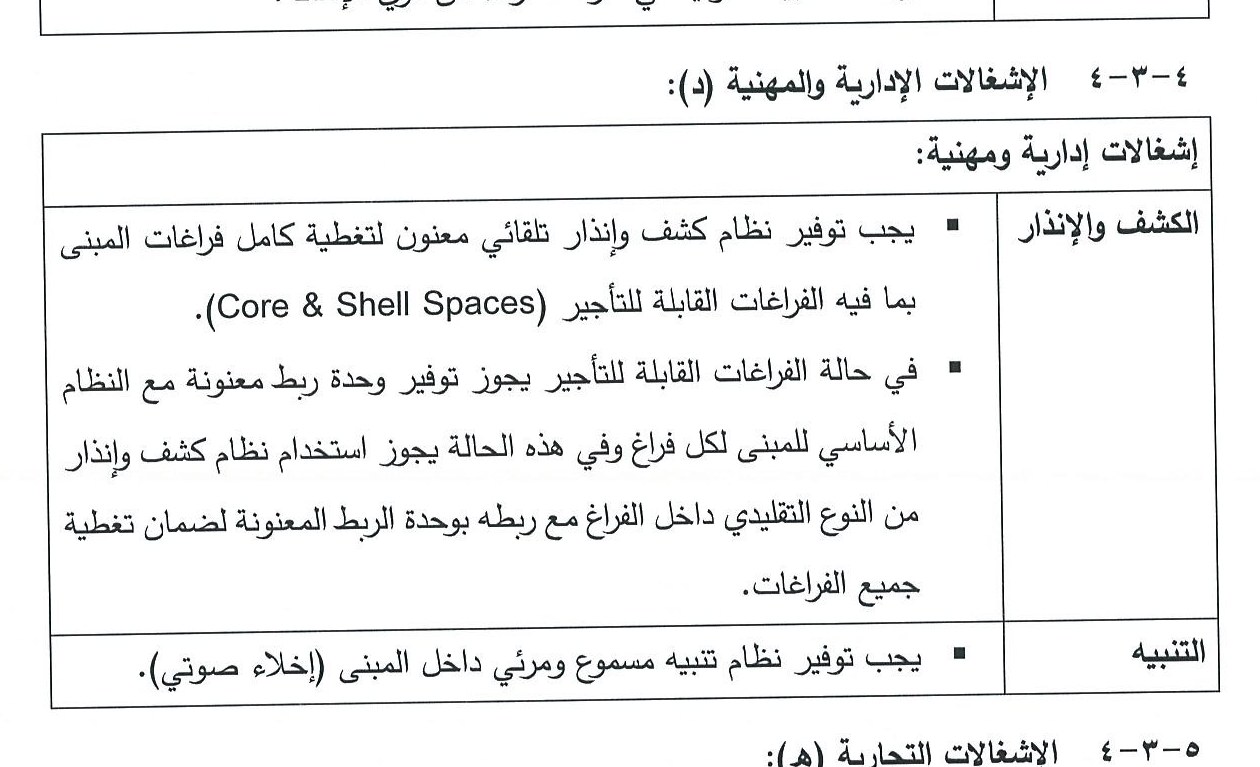 ٤-٣-٤ الإشغالات الإدارية والمهنية (د):
إشغالات إدارية ومهنية:
الكشف والإنذار
▪ يجب توفير نظام كشف وإنذار تلقائي معنون لتغطية كامل فراغات المبنى
بما فيه الفراغات القابلة للتأجير (Core & Shell Spaces).
▪ في حالة الفراغات القابلة للتأجير يجوز توفير وحدة ربط معنونة مع النظام
الأساسي للمبنى لكل فراغ وفي هذه الحالة يجوز استخدام نظام كشف وإنذار
من النوع التقليدي داخل الفراغ مع ربطه بوحدة الربط المعنونة لضمان تغطية
جميع الفراغات.
التنبيه
▪ يجب توفير نظام تنبيه مسموع ومرئي داخل المبنى (إخلاء صوتي).
٤-٣-٥ الإشغالات التجارية (هـ):